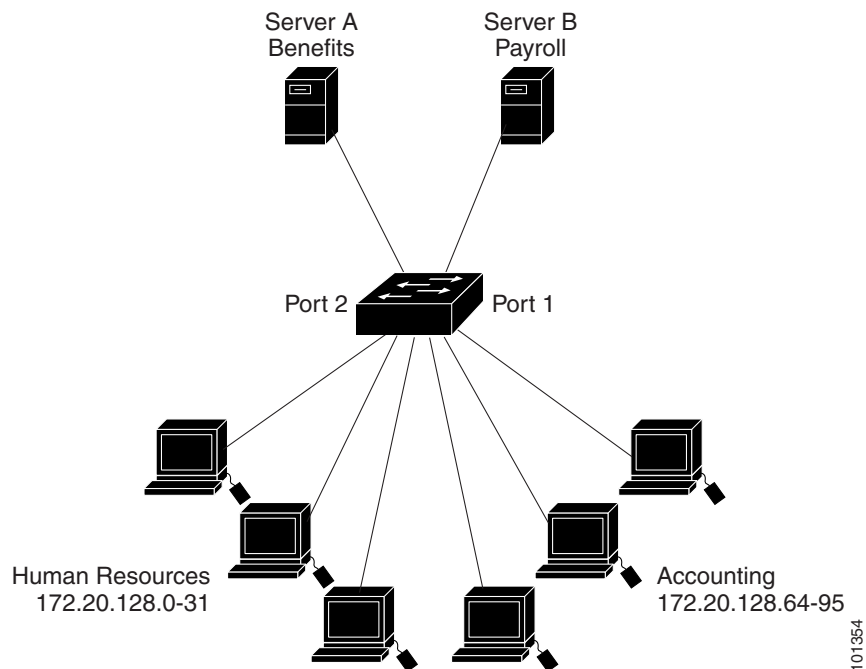 Server A
Benefits
Server B
Payroll
Port 2
Port 1
Human Resources
172.20.128.0-31
Accounting
172.20.128.64-95
101354